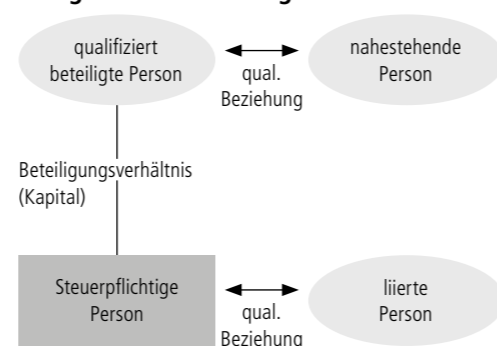 qualifiziert
beteiligte Person
qual.
Beziehung
nahestehende
Person
Beteiligungsverhältnis
(Kapital)
Steuerpflichtige
Person
qual.
Beziehung
liierte
Person